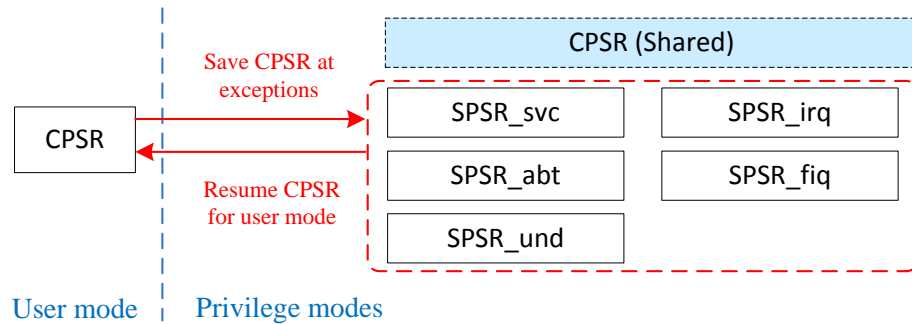 CPSR (Shared)
Save CPSR at
exceptions
SPSR_svc
SPSR_irq
CPSR
SPSR_abt
SPSR_fiq
Resume CPSR
for user mode
SPSR_und
User mode
Privilege modes